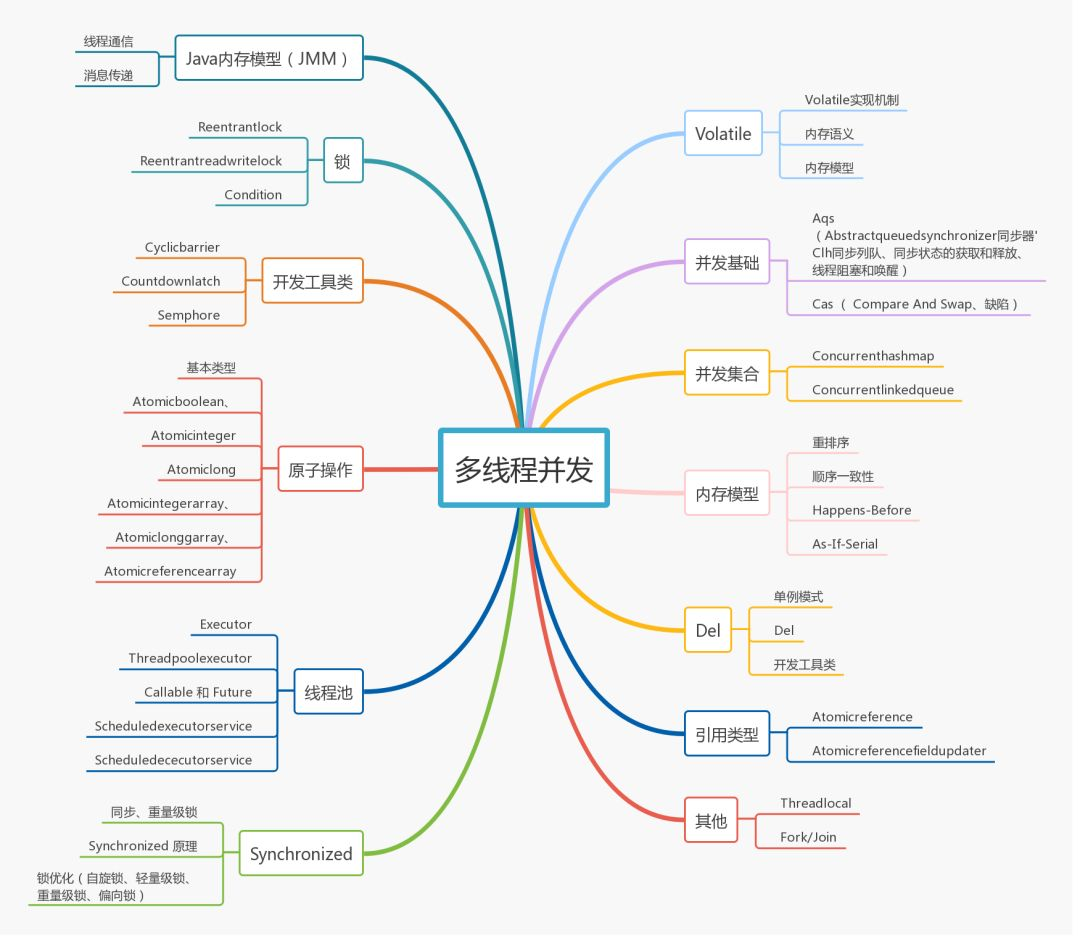 多线程并发
Java内存模型（JMM）
线程通信
消息传递
锁
Reentrantlock
Reentrantreadwritelock
Condition
开发工具类
Cyclicbarrier
Countdownlatch
Semphore
原子操作
基本类型
Atomicboolean、
Atomicinteger
Atomiclong
Atomicintegerarray、
Atomiclonggarray、
Atomicreferencearray
线程池
Executor
Threadpoolexecutor
Callable 和 Future
Scheduledexecutorservice
Scheduledececutorservice
Synchronized
同步、重量级锁
Synchronized 原理
锁优化（自旋锁、轻量级锁、
重量级锁、偏向锁）
Volatile
Volatile实现机制
内存语义
内存模型
并发基础
Aqs
（Abstractqueuedsynchronizer同步器'
Clh同步列队、同步状态的获取和释放、
线程阻塞和唤醒）
Cas （ Compare And Swap、缺陷）
并发集合
Concurrenthashmap
Concurrentlinkedqueue
内存模型
重排序
顺序一致性
Happens-Before
As-If-Serial
Del
单例模式
Del
开发工具类
引用类型
Atomicreference
Atomicreferencefieldupdater
其他
Threadlocal
Fork/Join